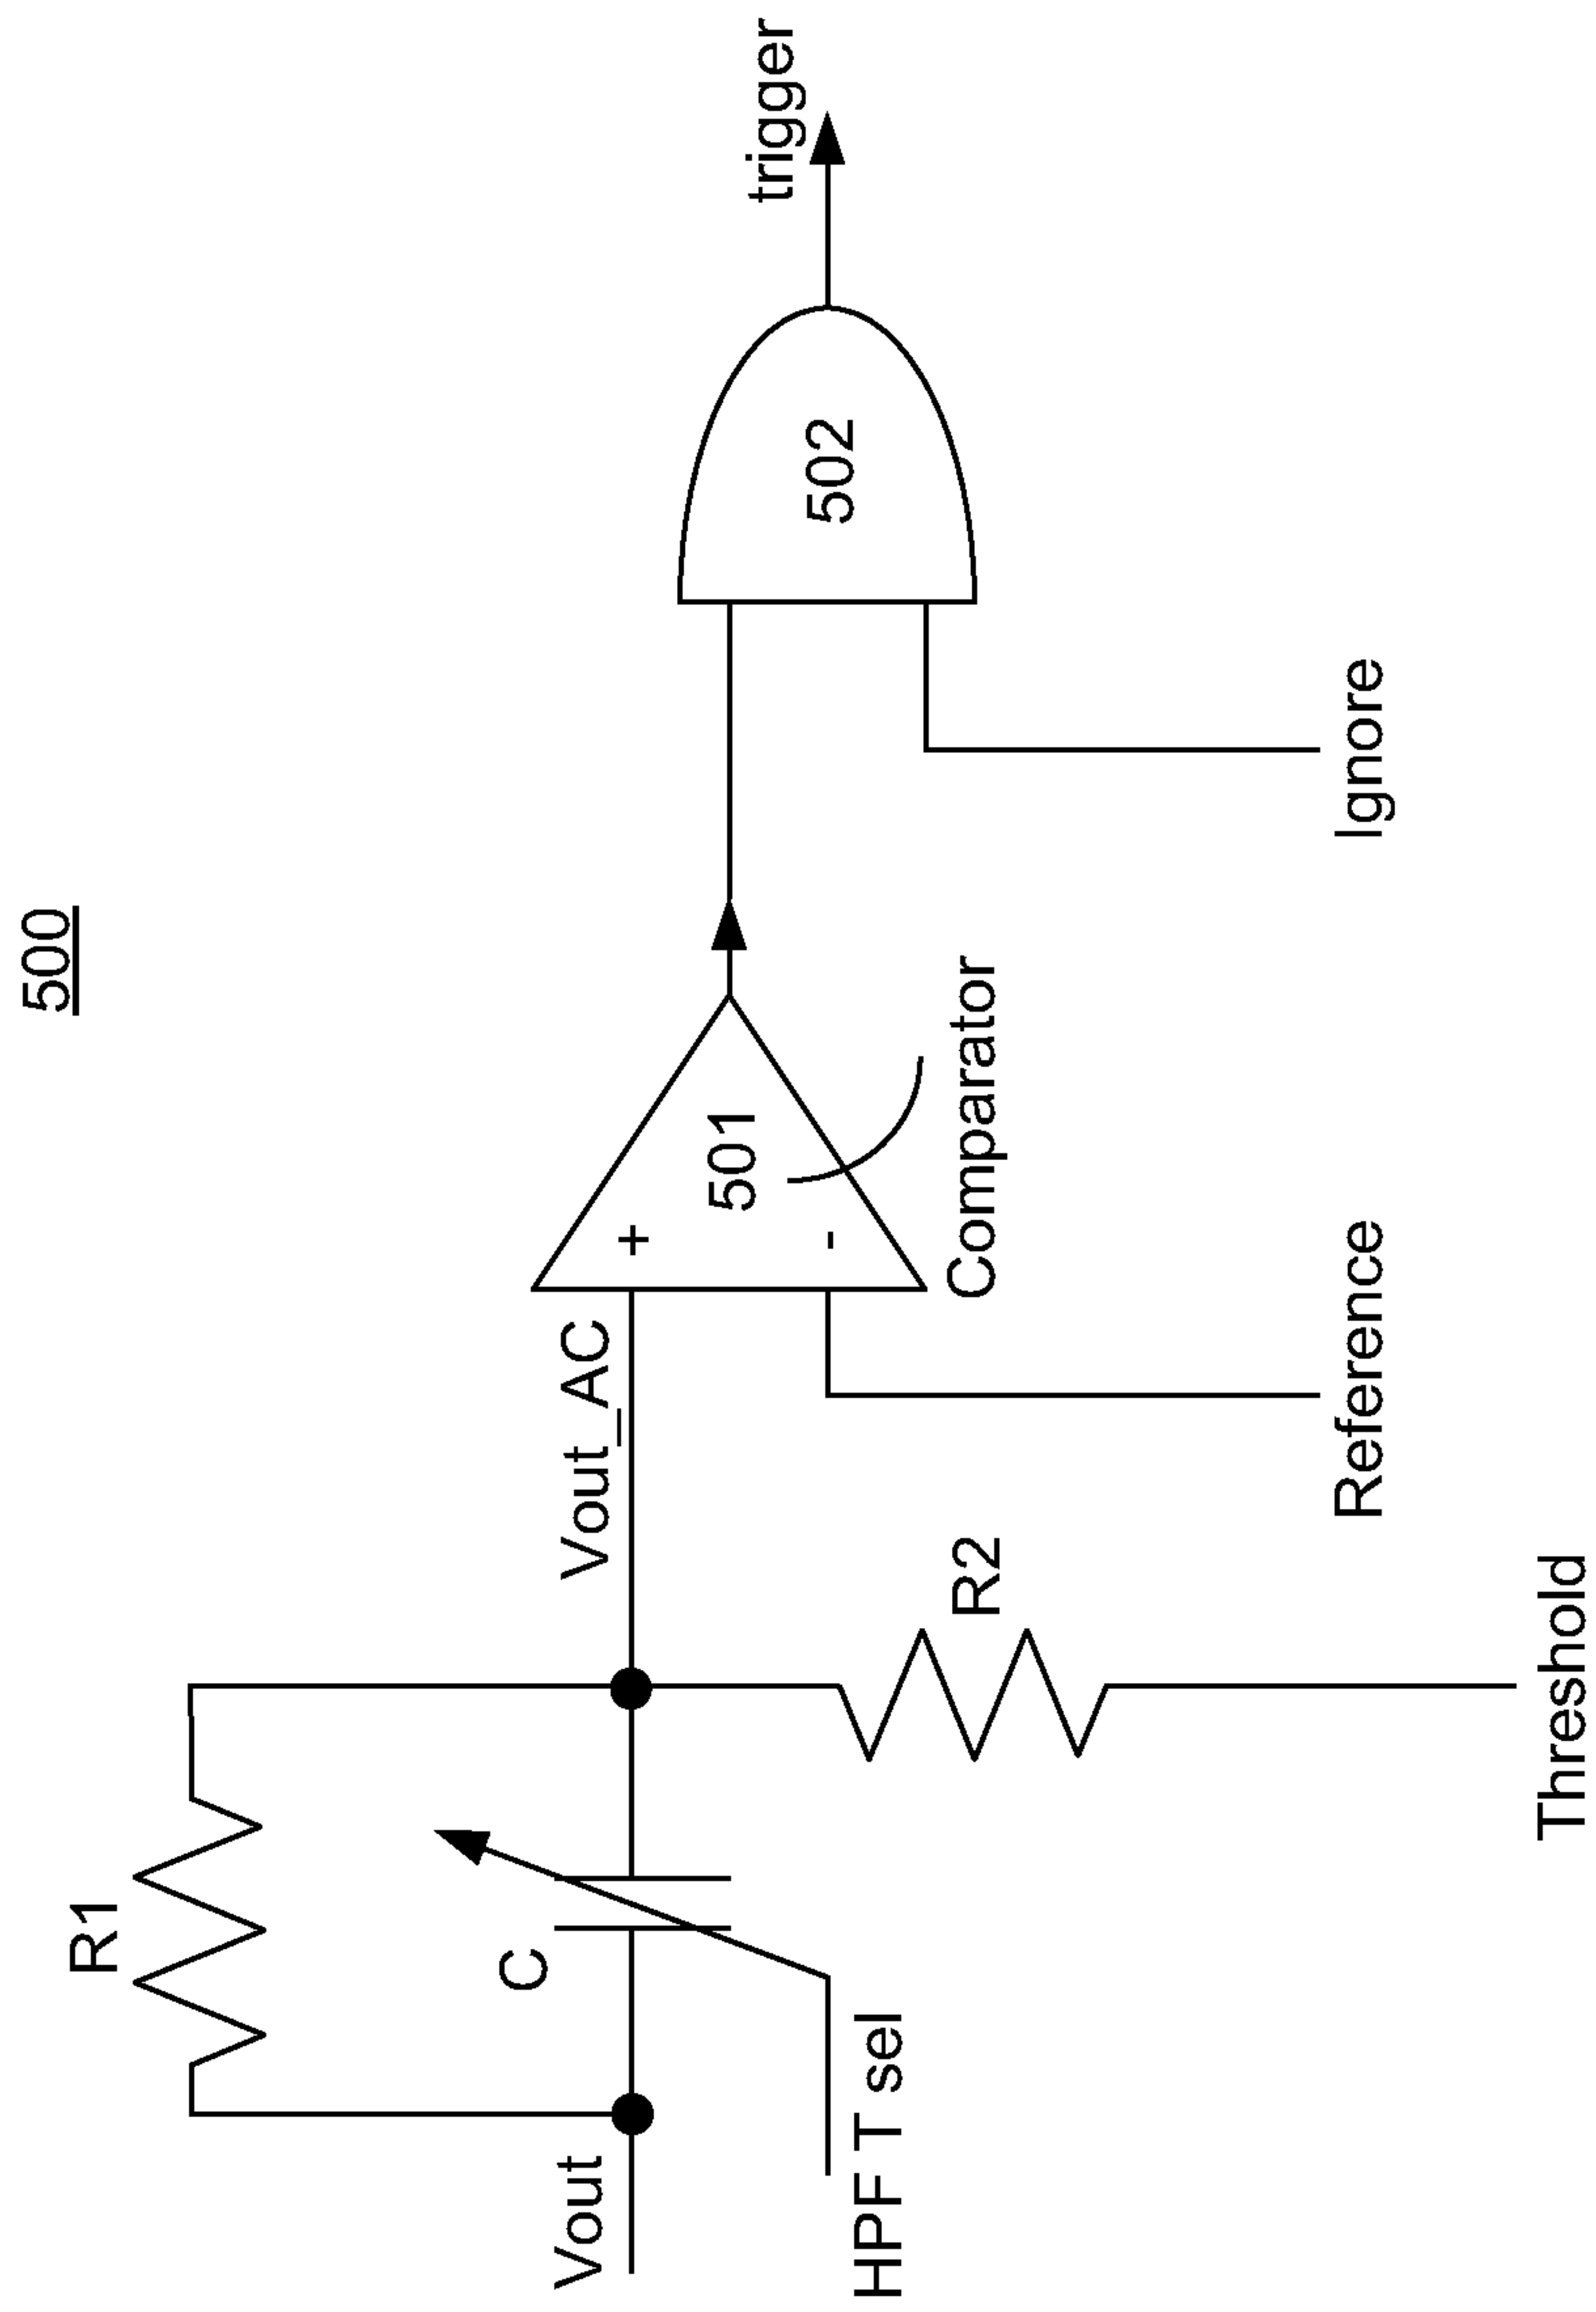 500
R1
C
Vout
HPF T sel
Vout_AC
R2
Threshold
+
-
501
Comparator
Reference
502
Ignore
trigger